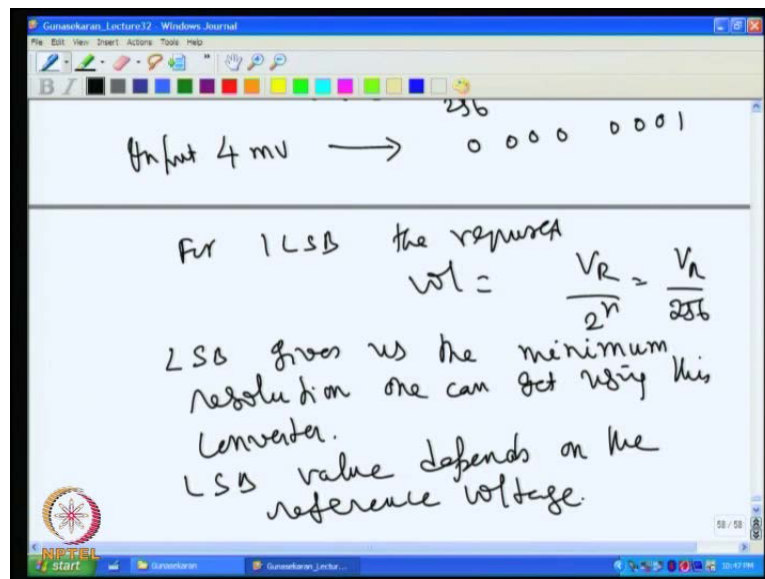 Gunasekaran_Lecture32 - Windows Journal
File Edit View Insert Actions Tools Help
B I
256
Input 4 mV → 0 0 0 0 0 0 0 1
For 1 LSB the
Vol = VR / 2^n = VR / 256
LSB gives us the minimum
resolution one can get using this
converter.
LSB value depends on the
reference voltage.
58 / 58
NPTEL
start Gunasekaran Gunasekaran_Lectur... 10:47 PM